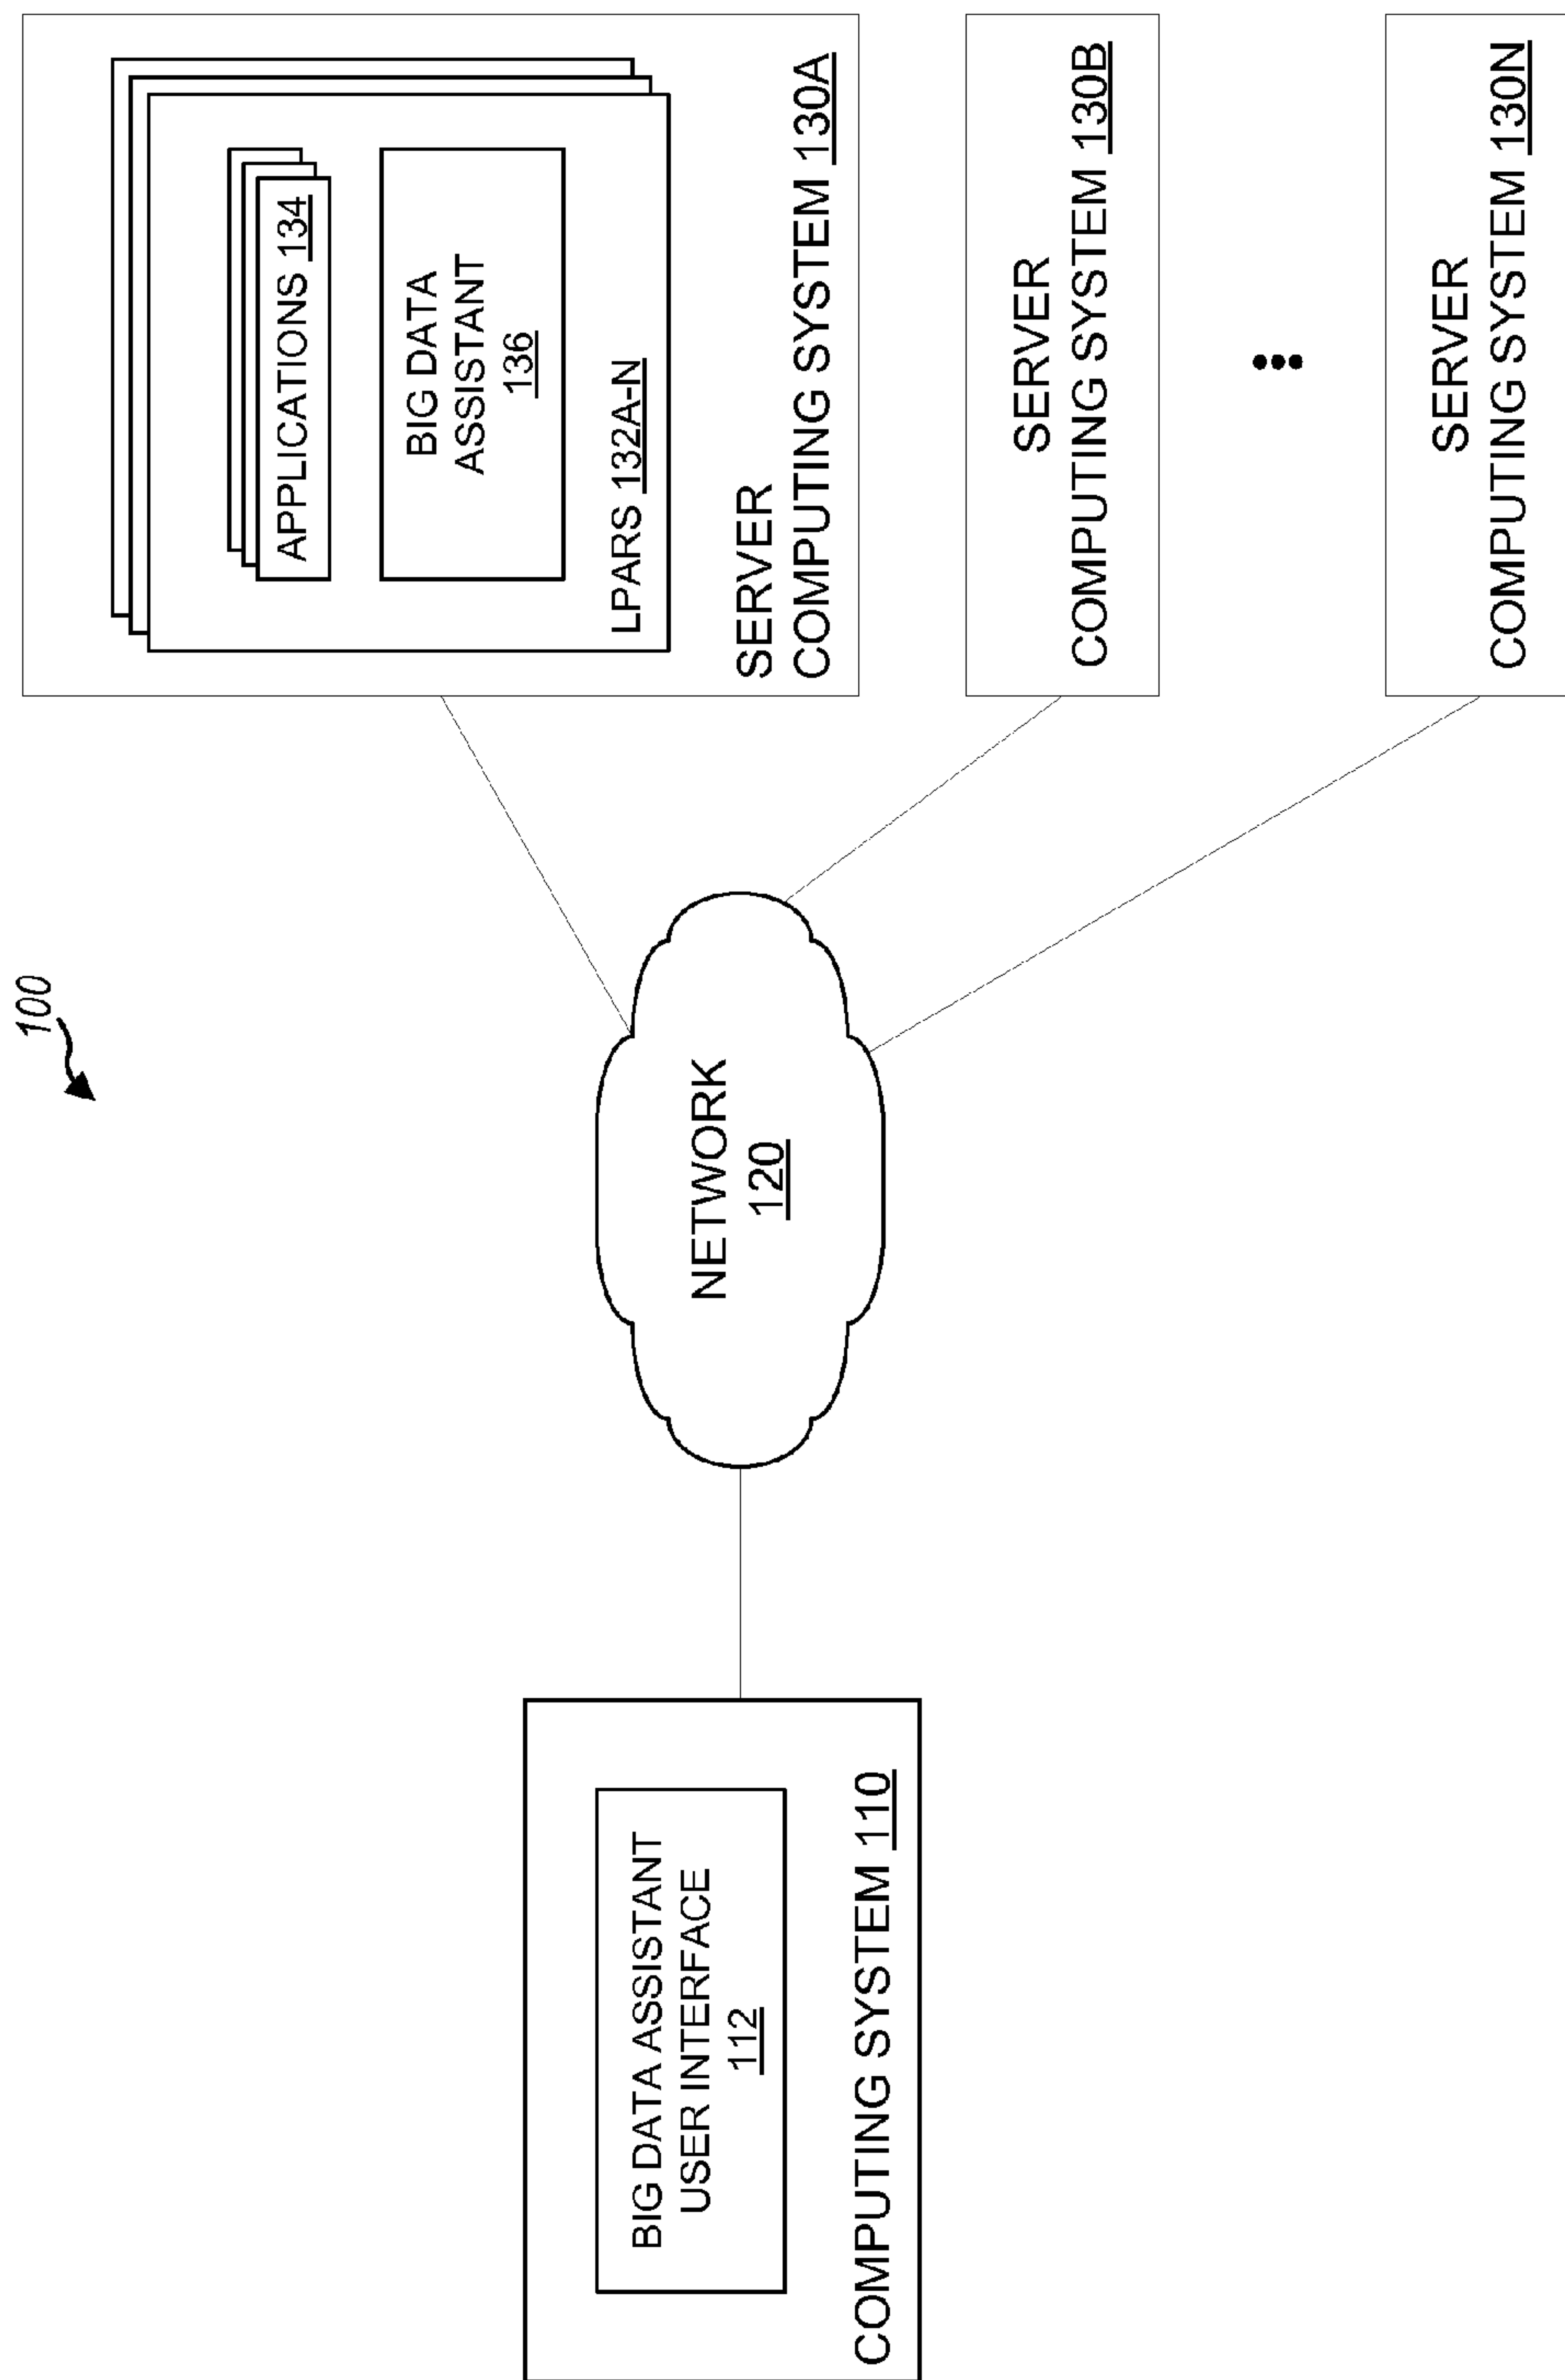 100
BIG DATA ASSISTANT
USER INTERFACE
112
COMPUTING SYSTEM 110
NETWORK
120
APPLICATIONS 134
BIG DATA
ASSISTANT
136
LPARS 132A-N
SERVER
COMPUTING SYSTEM 130A
SERVER
COMPUTING SYSTEM 130B
SERVER
COMPUTING SYSTEM 130N